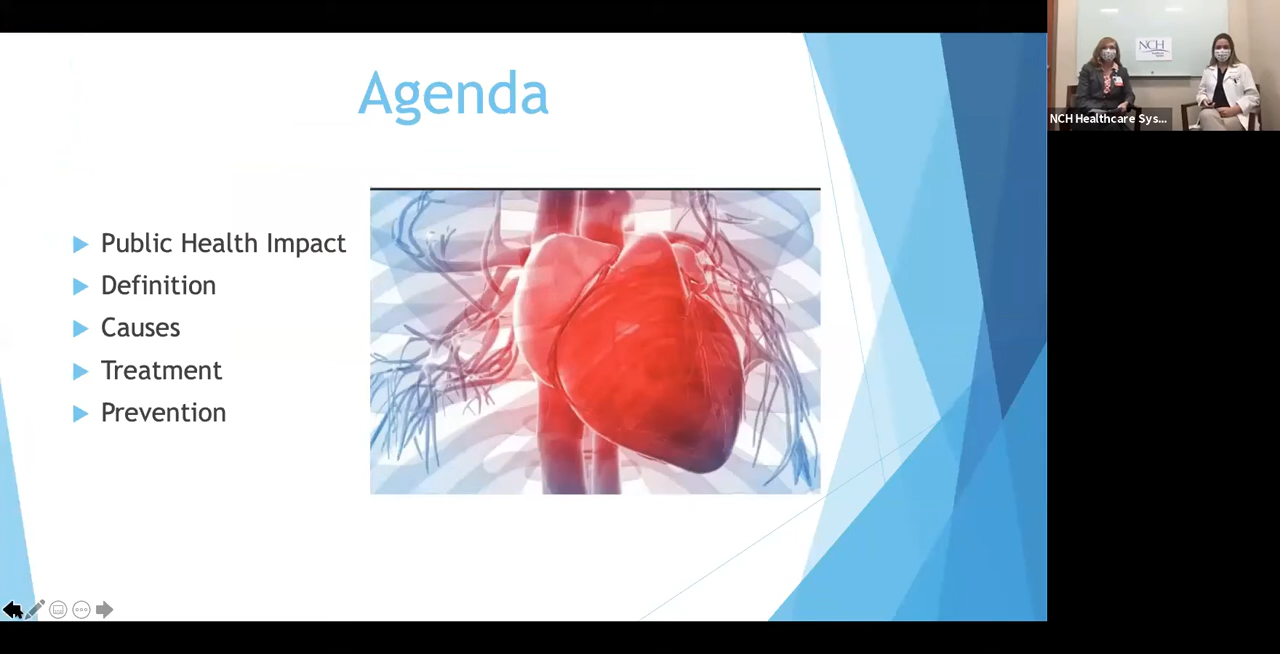 Agenda
Public Health Impact
Definition
Causes
Treatment
Prevention
NCH
NCH Healthcare Sys...